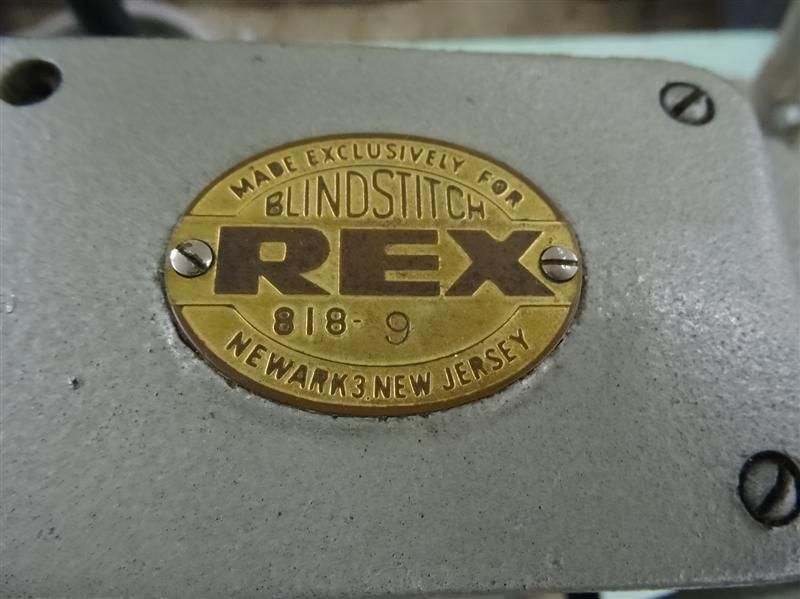 MADE EXCLUSIVELY FOR
BLINDSTITCH
REX
818- 9
NEWARK 3, NEW JERSEY